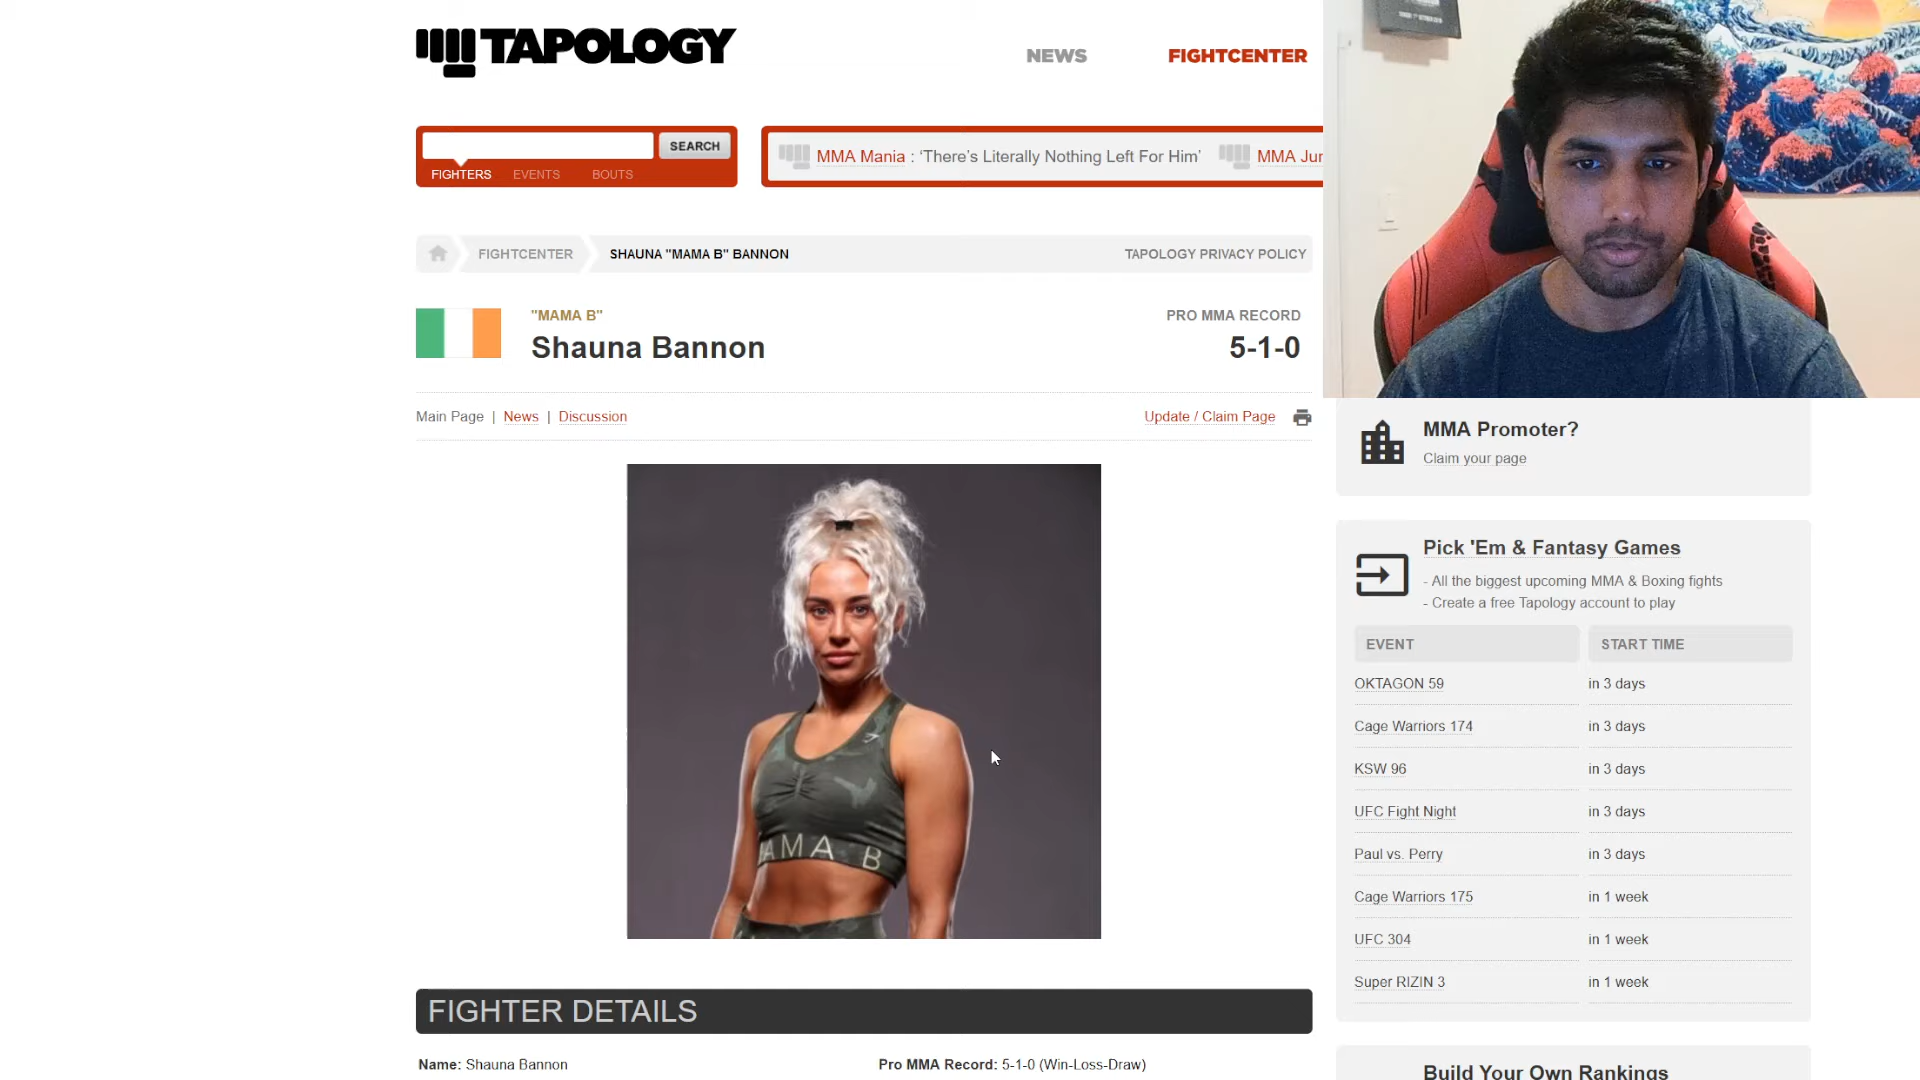 TAPOLOGY
NEWS
FIGHTCENTER
SEARCH
FIGHTERS EVENTS BOUTS
MMA Mania : ‘There’s Literally Nothing Left For Him’ MMA Jun
FIGHTCENTER SHAUNA "MAMA B" BANNON TAPOLOGY PRIVACY POLICY
"MAMA B"
Shauna Bannon
PRO MMA RECORD
5-1-0
Main Page | News | Discussion
Update / Claim Page
AMA B
FIGHTER DETAILS
Name: Shauna Bannon
Pro MMA Record: 5-1-0 (Win-Loss-Draw)
MMA Promoter?
Claim your page
Pick 'Em & Fantasy Games
- All the biggest upcoming MMA & Boxing fights
- Create a free Tapology account to play
EVENT START TIME
OKTAGON 59 in 3 days
Cage Warriors 174 in 3 days
KSW 96 in 3 days
UFC Fight Night in 3 days
Paul vs. Perry in 3 days
Cage Warriors 175 in 1 week
UFC 304 in 1 week
Super RIZIN 3 in 1 week
Build Your Own Rankings